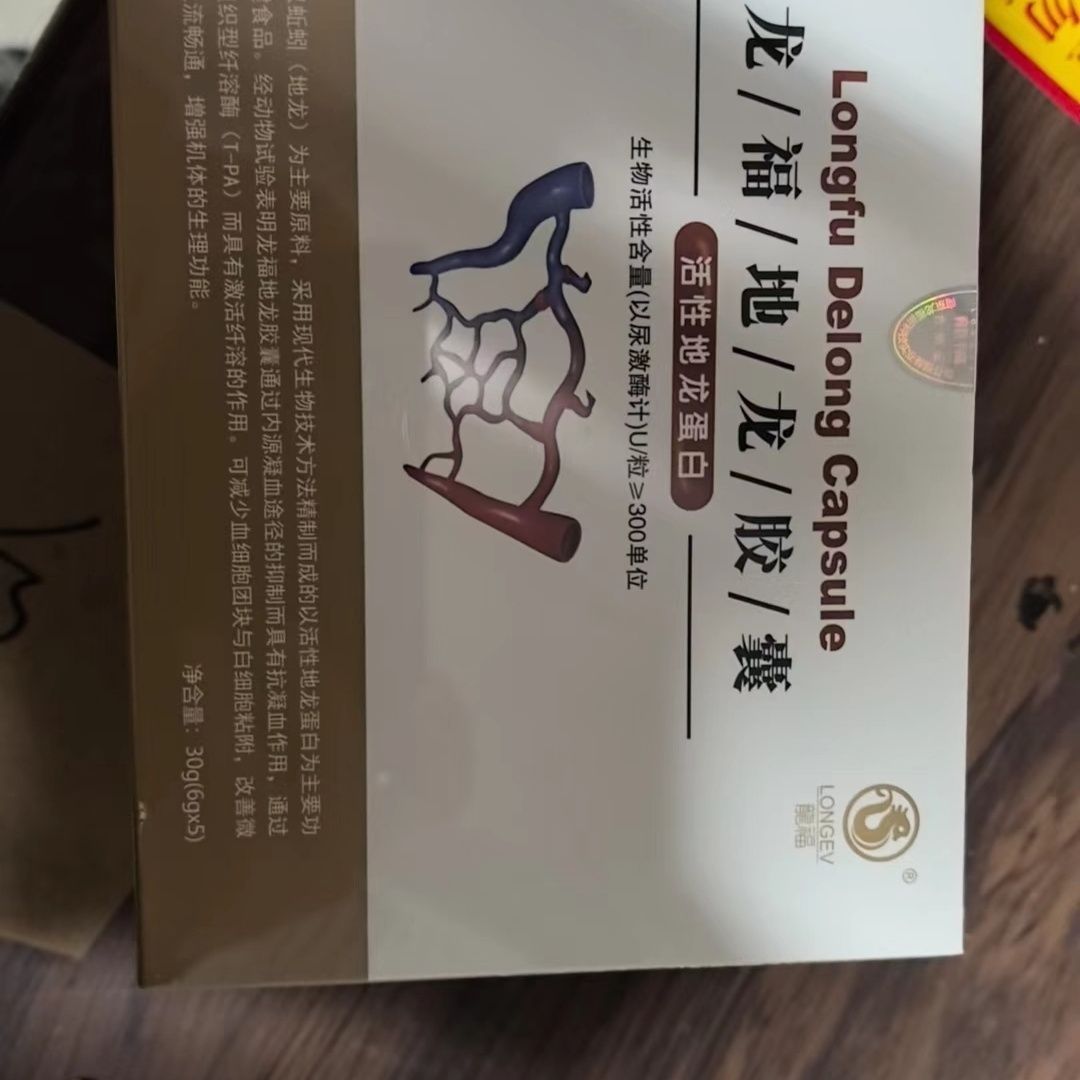 Longfu Delong Capsule
龙/福/地/龙/胶/囊
活性地龙蛋白
生物活性含量(以尿激酶计)U/粒≥300单位
LONGEV
龍福
®
蚯蚓（地龙）为主要原料，采用现代生物技术方法精制而成的以活性地龙蛋白为主要功
食品。经动物试验表明龙福地龙胶囊通过内源凝血途径的抑制而具有抗凝血作用，通过
织型纤溶酶（T-PA）而具有激活纤溶的作用。可减少血细胞团块与白细胞粘附，改善微
流畅通，增强机体的生理功能。
净含量：30g(6gx5)